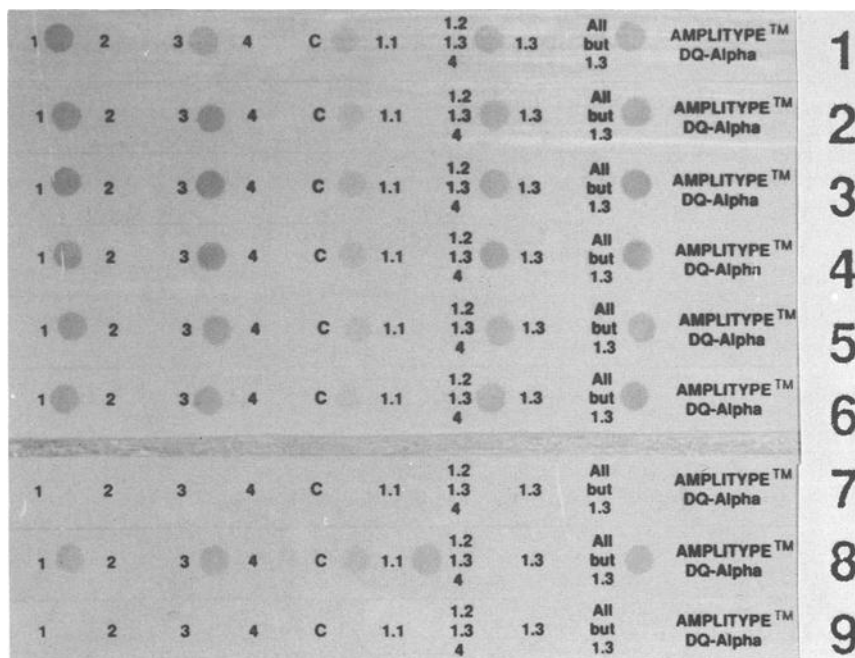 1.2 All AMPLITYPE™
1 2 3 4 C 1.1 1.3 1.3 but DQ-Alpha 1
4 1.3
1.2 All AMPLITYPE™
1 2 3 4 C 1.1 1.3 1.3 but DQ-Alpha 2
4 1.3
1.2 All AMPLITYPE™
1 2 3 4 C 1.1 1.3 1.3 but DQ-Alpha 3
4 1.3
1.2 All AMPLITYPE™
1 2 3 4 C 1.1 1.3 1.3 but DQ-Alpha 4
4 1.3
1.2 All AMPLITYPE™
1 2 3 4 C 1.1 1.3 1.3 but DQ-Alpha 5
4 1.3
1.2 All AMPLITYPE™
1 2 3 4 C 1.1 1.3 1.3 but DQ-Alpha 6
4 1.3
1.2 All AMPLITYPE™
1 2 3 4 C 1.1 1.3 1.3 but DQ-Alpha 7
4 1.3
1.2 All AMPLITYPE™
1 2 3 4 C 1.1 1.3 1.3 but DQ-Alpha 8
4 1.3
1.2 All AMPLITYPE™
1 2 3 4 C 1.1 1.3 1.3 but DQ-Alpha 9
4 1.3